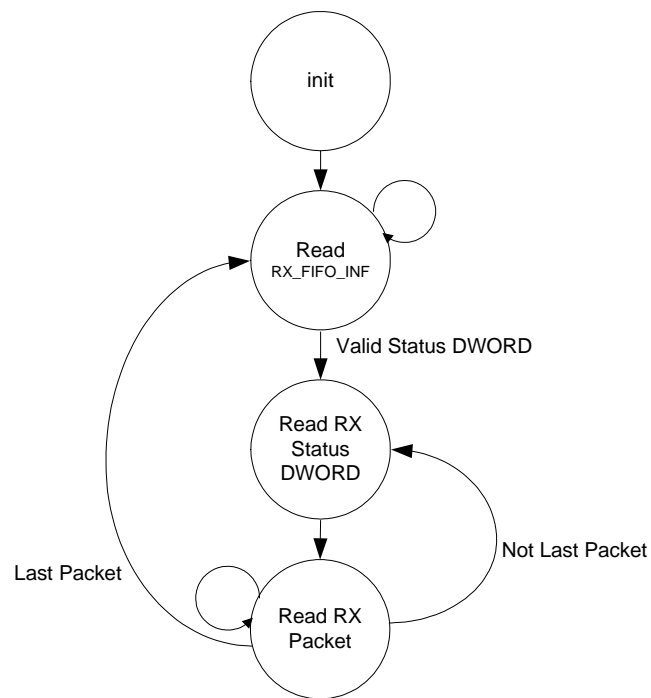 init
Read
RX_FIFO_INF
Valid Status DWORD
Read RX
Status
DWORD
Not Last Packet
Last Packet
Read RX
Packet